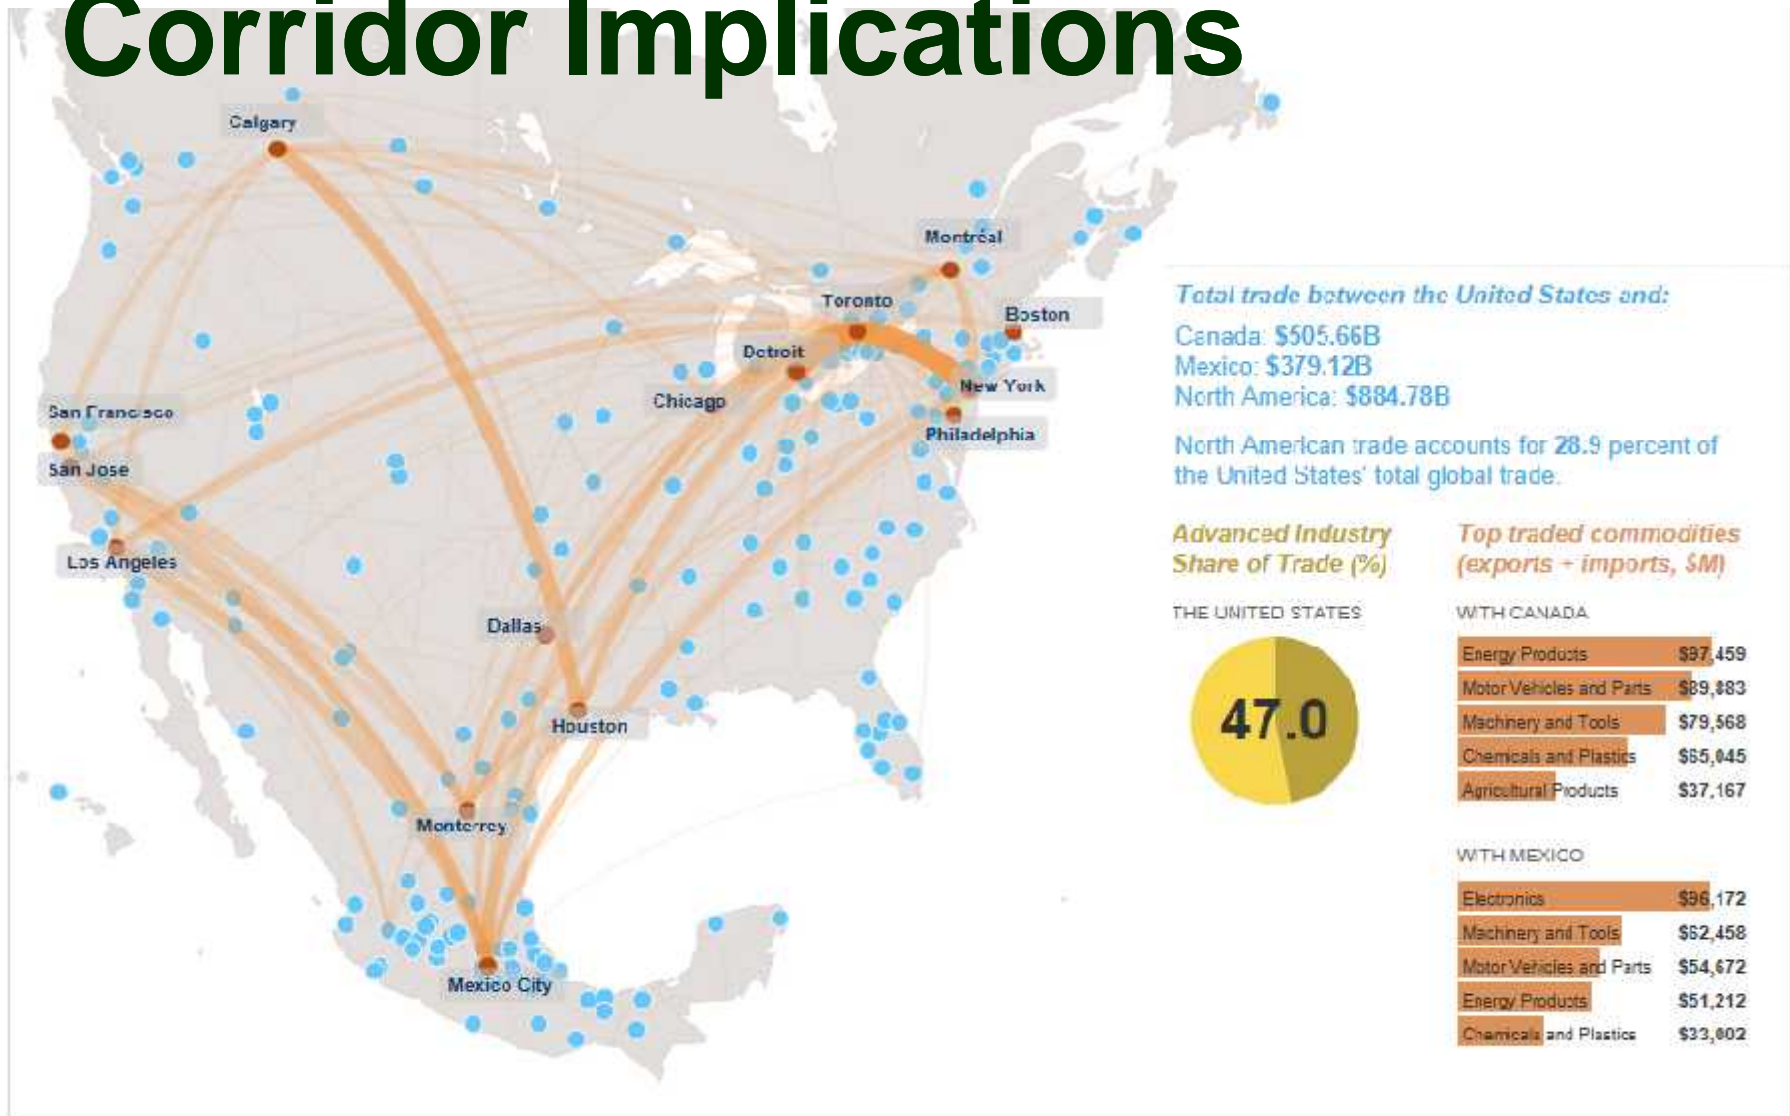 Corridor Implications
Calgary
Montréal
Toronto
Boston
Detroit
New York
Chicago
San Francisco
Philadelphia
San Jose
Los Angeles
Dallas
Houston
Monterrey
Mexico City
Total trade between the United States and:
Canada: $505.66B
Mexico: $379.12B
North America: $884.78B
North American trade accounts for 28.9 percent of
the United States' total global trade.
Advanced Industry
Share of Trade (%)
THE UNITED STATES
47.0
Top traded commodities
(exports + imports, $M)
WITH CANADA
Energy Products $97,459
Motor Vehicles and Parts $89,883
Machinery and Tools $79,568
Chemicals and Plastics $65,045
Agricultural Products $37,167
WITH MEXICO
Electronics $96,172
Machinery and Tools $62,458
Motor Vehicles and Parts $54,672
Energy Products $51,212
Chemicals and Plastics